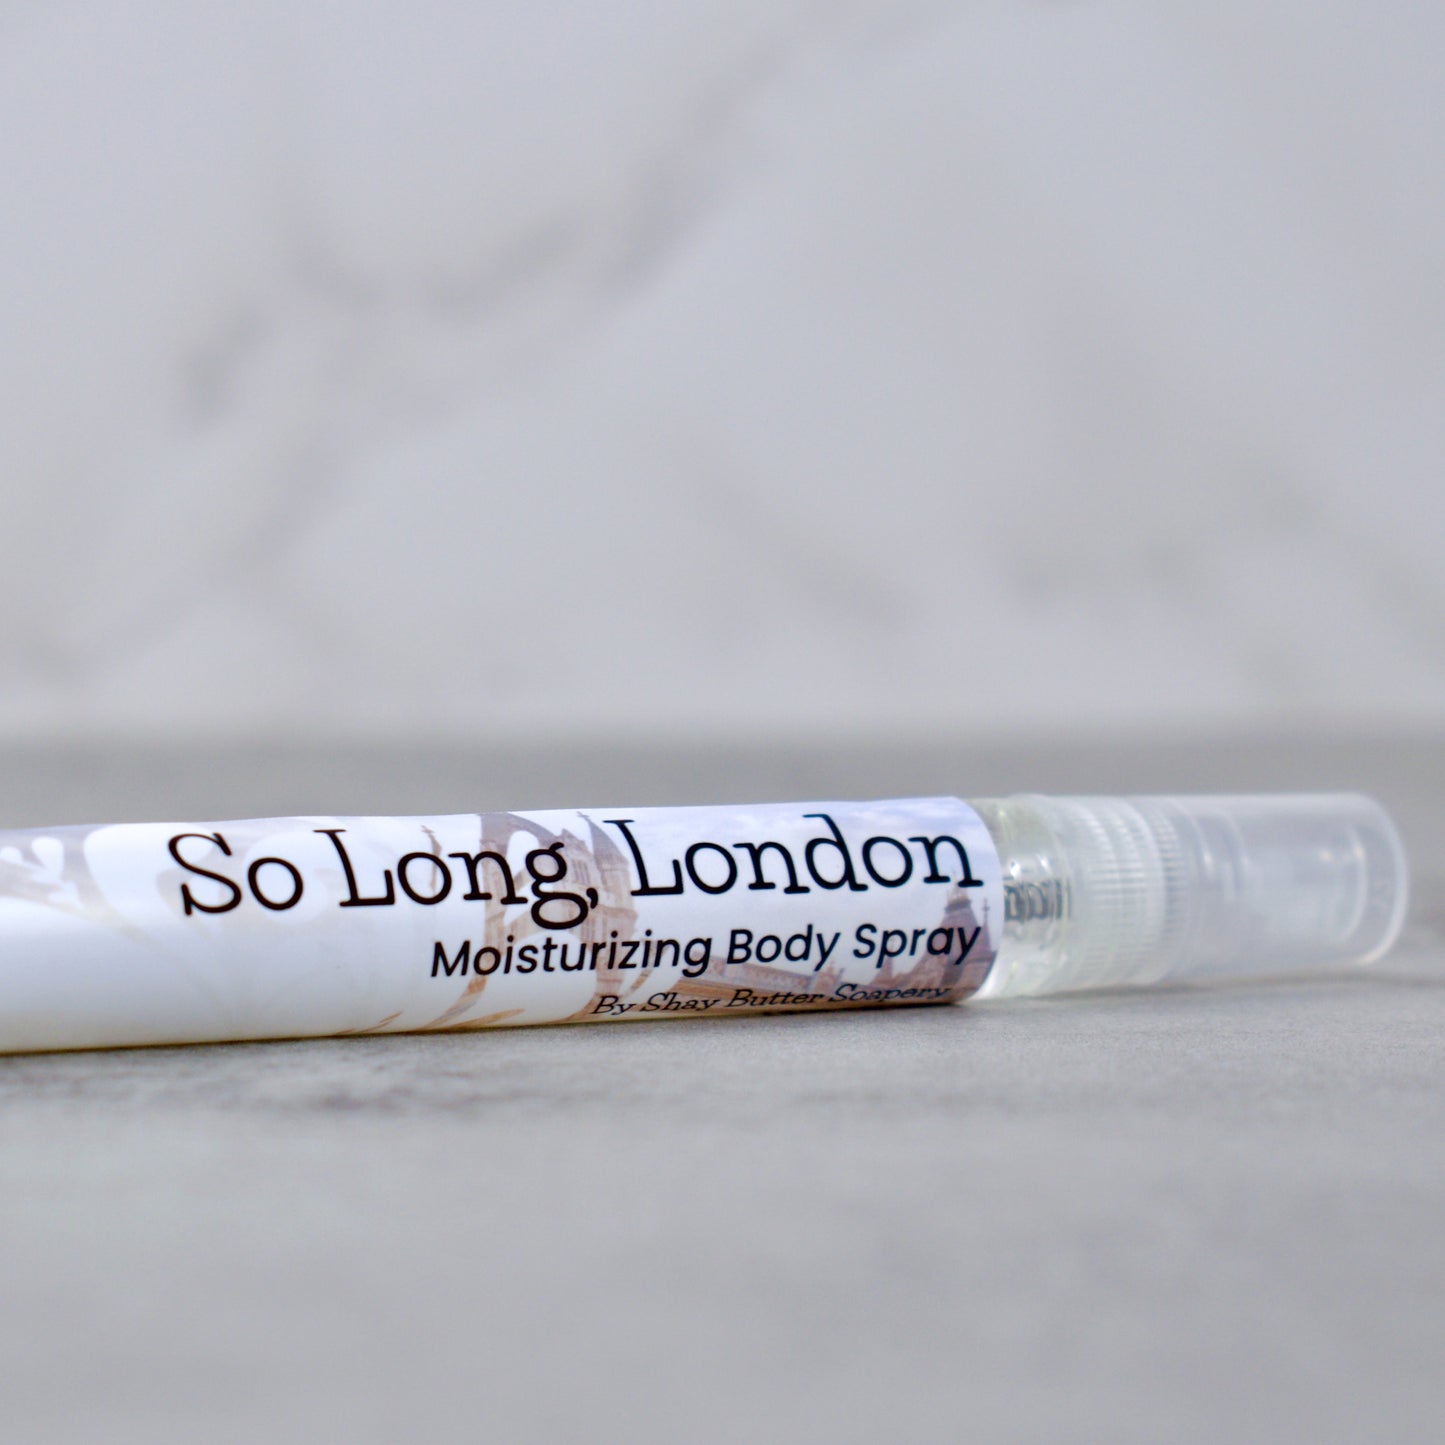 So Long, London
Moisturizing Body Spray
By Shay Butter Soapery